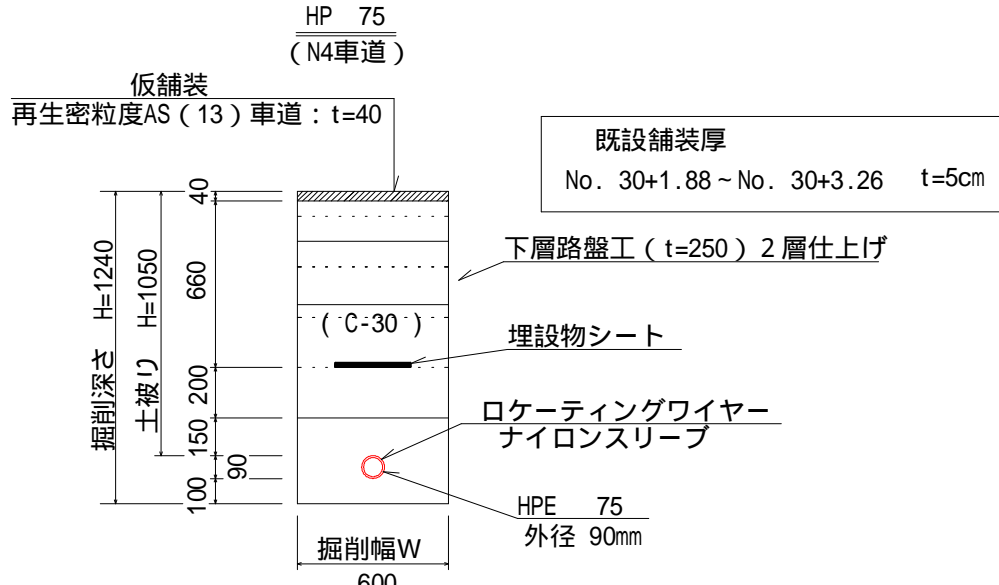 HP 75
(N4車道)
仮舗装
再生密粒度AS(13)車道:t=40
既設舗装厚
No. 30+1.88~No. 30+3.26 t=5cm
下層路盤工(t=250)2層仕上げ
(C-30)
埋設物シート
ロケーティングワイヤー
ナイロンスリーブ
HPE 75
外径 90mm
掘削深さ H=1240
土被り H=1050
40
660
200
150
90
100
掘削幅W
600